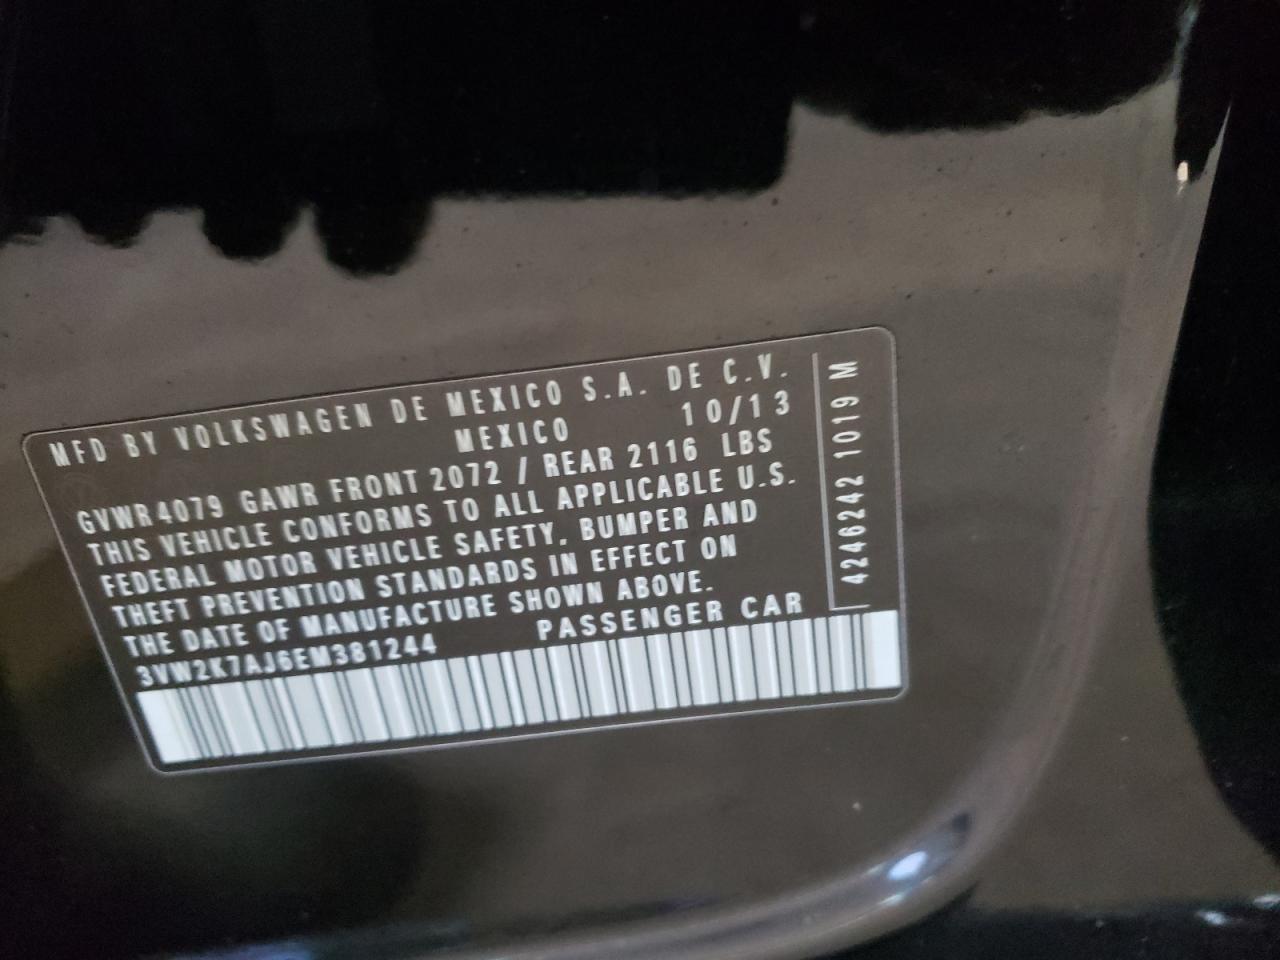 MFD BY VOLKSWAGEN DE MEXICO S.A. DE C.V.
MEXICO 10/13
GVWR 4079 GAWR FRONT 2072 / REAR 2116 LBS
THIS VEHICLE CONFORMS TO ALL APPLICABLE U.S.
FEDERAL MOTOR VEHICLE SAFETY, BUMPER AND
THEFT PREVENTION STANDARDS IN EFFECT ON
THE DATE OF MANUFACTURE SHOWN ABOVE.
3VW2K7AJ6EM381244 PASSENGER CAR
4246242 1019 M